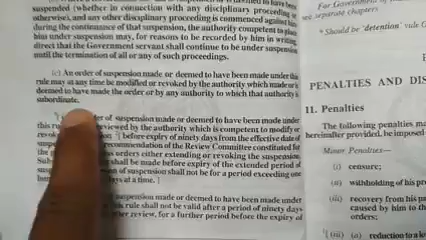 suspended (whether in connection with any disciplinary proceeding or
otherwise), and any other disciplinary proceeding is commenced against him
during the continuance of that suspension, the authority competent to place
him under suspension may, for reasons to be recorded by him in writing,
direct that the Government servant shall continue to be under suspension
until the termination of all or any of such proceedings.
(c) An order of suspension made or deemed to have been made under this
rule may at any time be modified or revoked by the authority which made or is
deemed to have made the order or by any authority to which that authority is
subordinate.
of suspension made or deemed to have been made under
this viewed by the authority which is competent to modify or
before expiry of ninety days from the effective date
recommendation of the Review Committee constituted for
the orders either extending or revoking the suspension.
shall be made before expiry of the extended period of
of suspension shall not be for a period exceeding one
days at a time.
suspension made or deemed to have been made under
rule shall not be valid after a period of ninety days
review, for a further period before the expiry of
For Government
separate chapters
Should be 'detention'
PENALTIES AND DIS
11. Penalties
The following penalties ma
hereinafter provided, be imposed
Minor Penalties—
(i) censure;
(ii) withholding of his pr
(iii) recovery from his pa
caused by him to th
orders;
(iii) (a) reduction to a lo